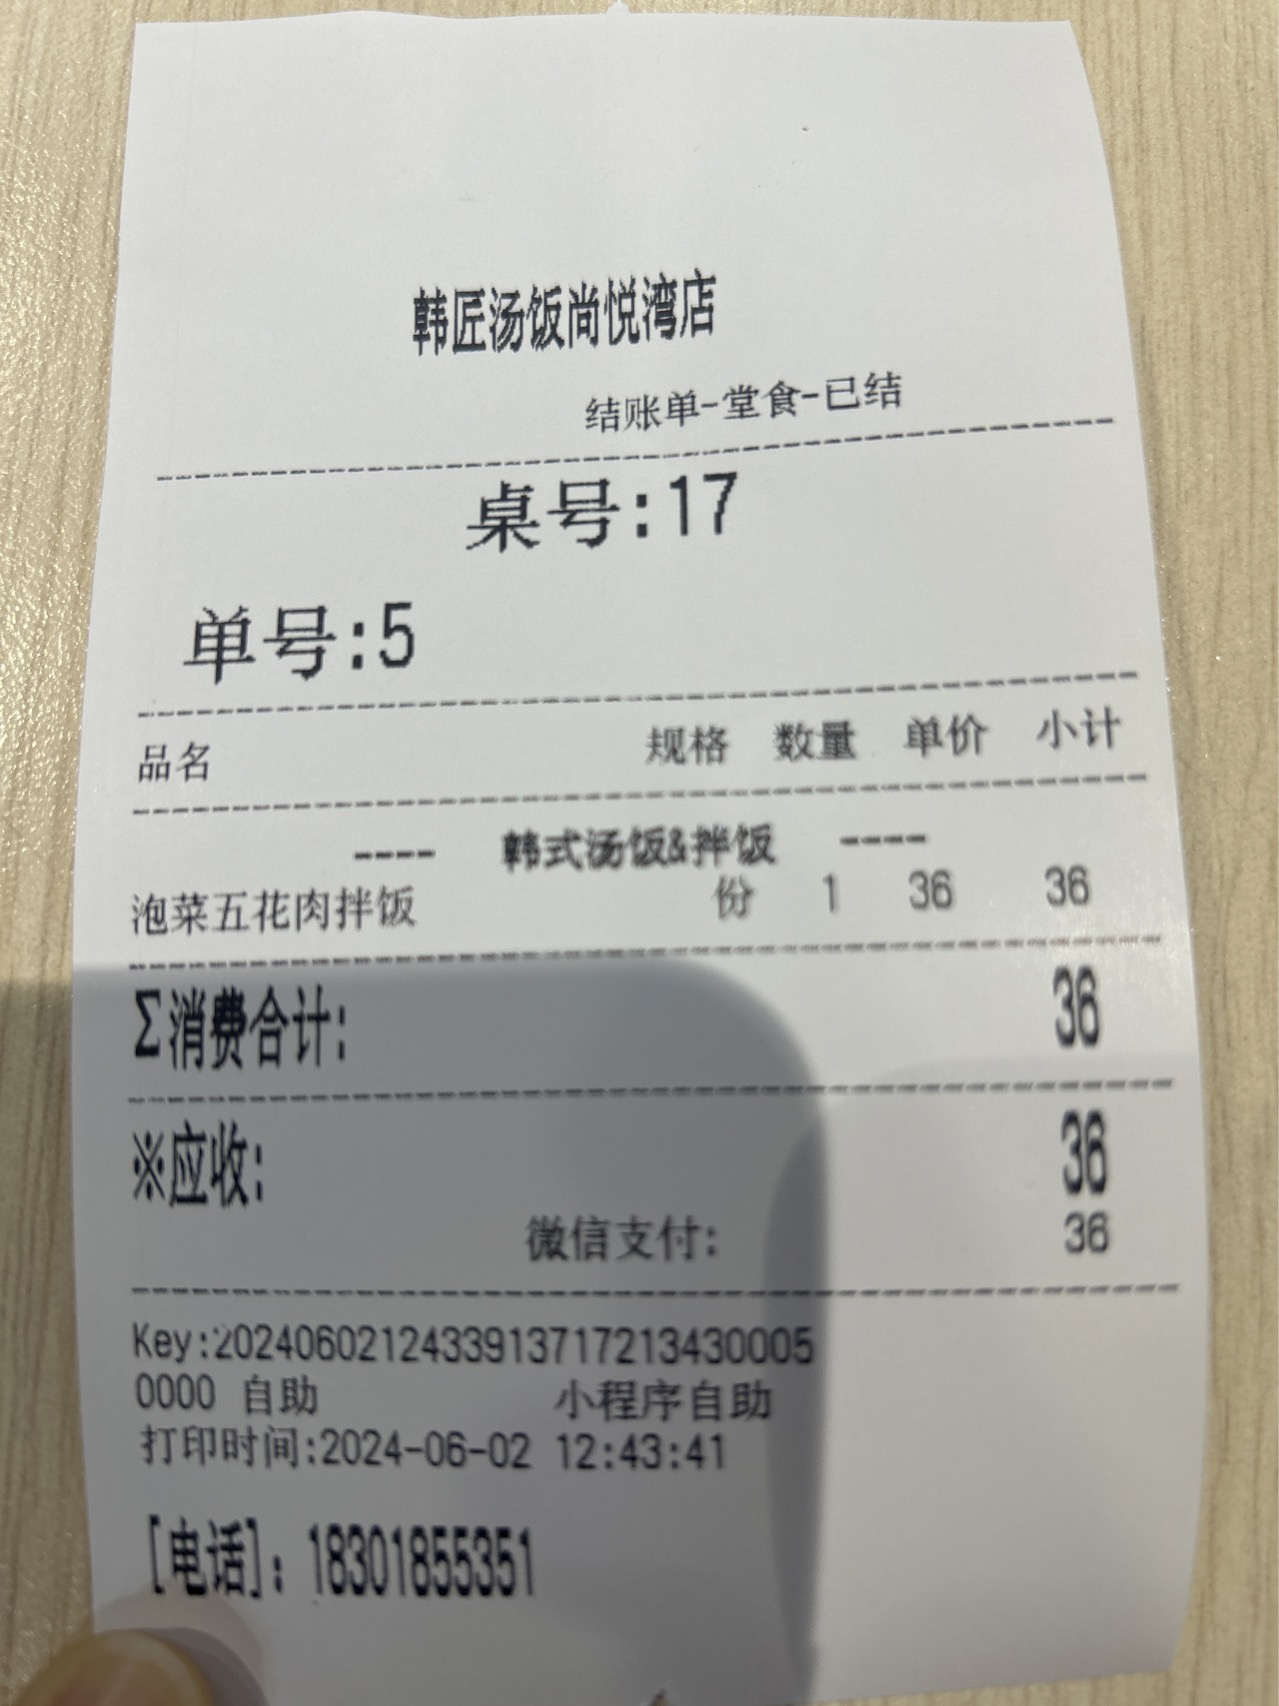 韩匠汤饭尚悦湾店
结账单-堂食-已结
桌号:17
单号:5
品名 规格 数量 单价 小计
---- 韩式汤饭&拌饭 ----
泡菜五花肉拌饭 份 1 36 36
Σ消费合计: 36
※应收: 36
微信支付: 36
Key:2024060212433913717213430005
0000 自助 小程序自助
打印时间:2024-06-02 12:43:41
[电话]: 18301855351